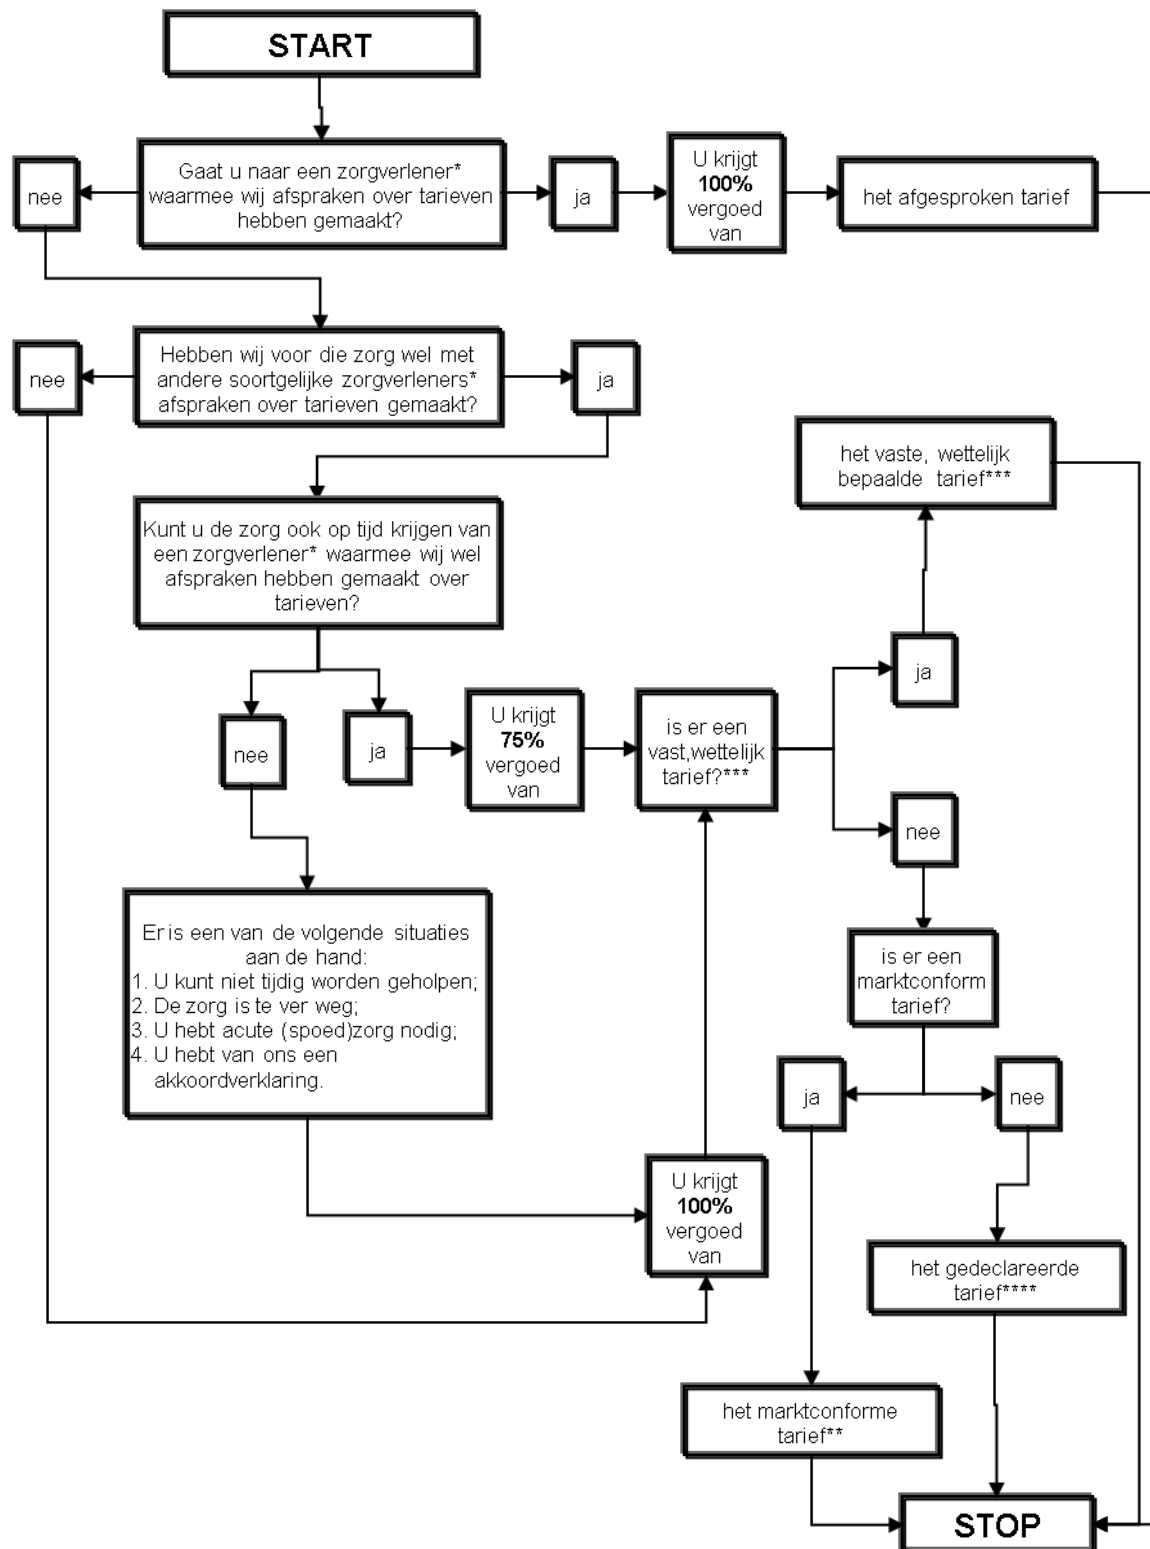 START
Gaat u naar een zorgverlener*
waarmee wij afspraken over tarieven
hebben gemaakt?
nee
ja
U krijgt
100%
vergoed
van
het afgesproken tarief
Hebben wij voor die zorg wel met
andere soortgelijke zorgverleners*
afspraken over tarieven gemaakt?
nee
ja
het vaste, wettelijk
bepaalde tarief***
Kunt u de zorg ook op tijd krijgen van
een zorgverlener* waarmee wij wel
afspraken hebben gemaakt over
tarieven?
nee
ja
U krijgt
75%
vergoed
van
is er een
vast,wettelijk
tarief?***
ja
nee
Er is een van de volgende situaties
aan de hand:
1. U kunt niet tijdig worden geholpen;
2. De zorg is te ver weg;
3. U hebt acute (spoed)zorg nodig;
4. U hebt van ons een
akkoordverklaring.
is er een
marktconform
tarief?
ja
nee
U krijgt
100%
vergoed
van
het gedeclareerde
tarief****
het marktconforme
tarief**
STOP